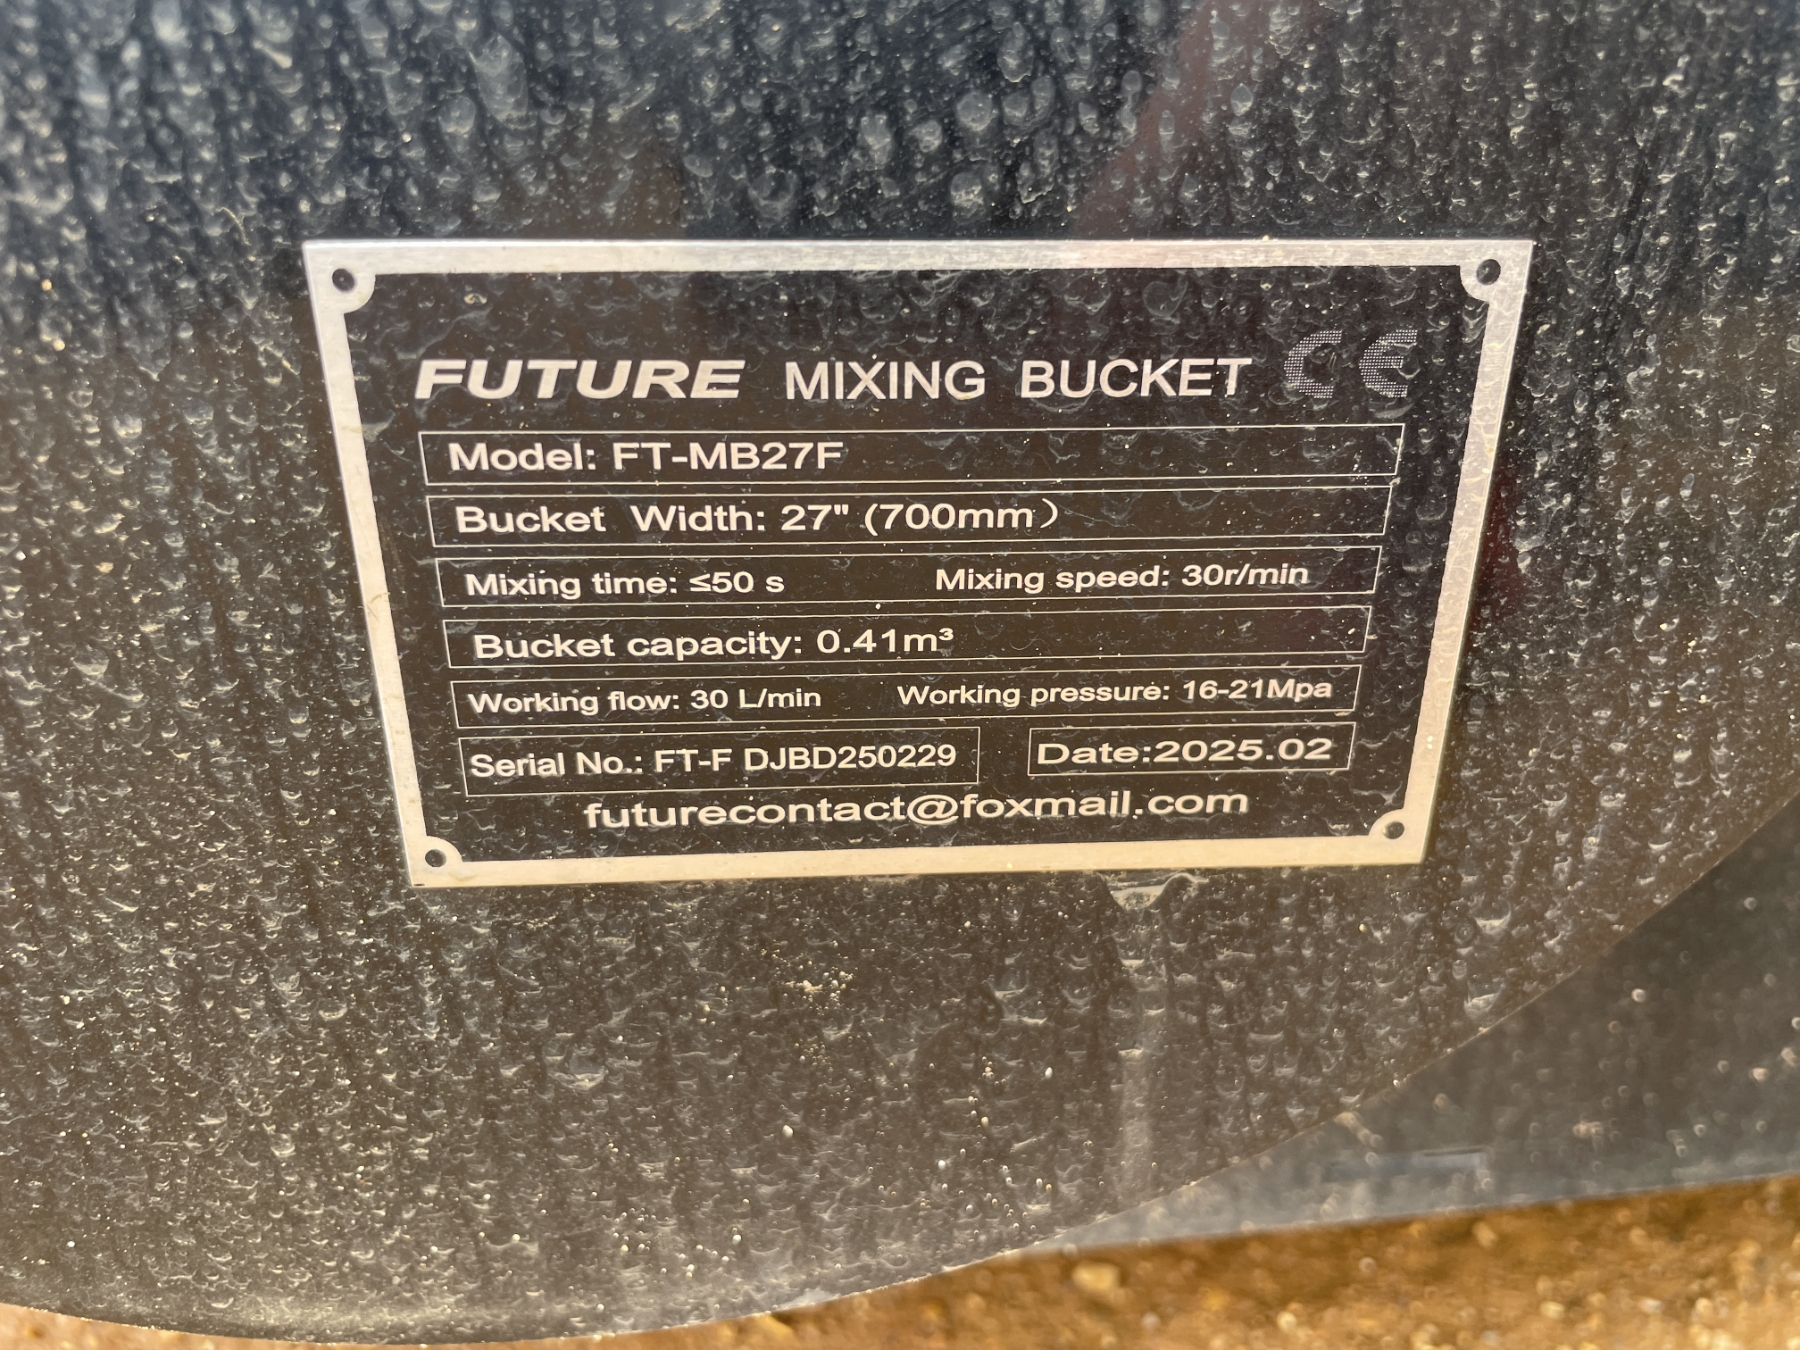 FUTURE MIXING BUCKET CE
Model: FT-MB27F
Bucket Width: 27" (700mm）
Mixing time: ≤50 s Mixing speed: 30r/min
Bucket capacity: 0.41m³
Working flow: 30 L/min Working pressure: 16-21Mpa
Serial No.: FT-F DJBD250229 Date:2025.02
futurecontact@foxmail.com